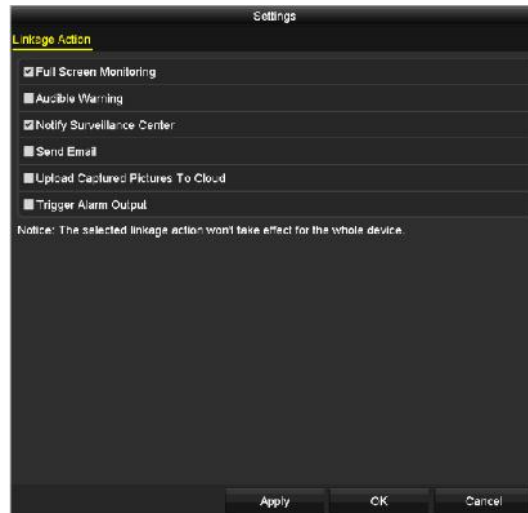 Settings
Linkage Action
Full Screen Monitoring
Audible Warning
Notify Surveillance Center
Send Email
Upload Captured Pictures To Cloud
Trigger Alarm Output
Notice: The selected linkage action won't take effect for the whole device.
Apply OK Cancel